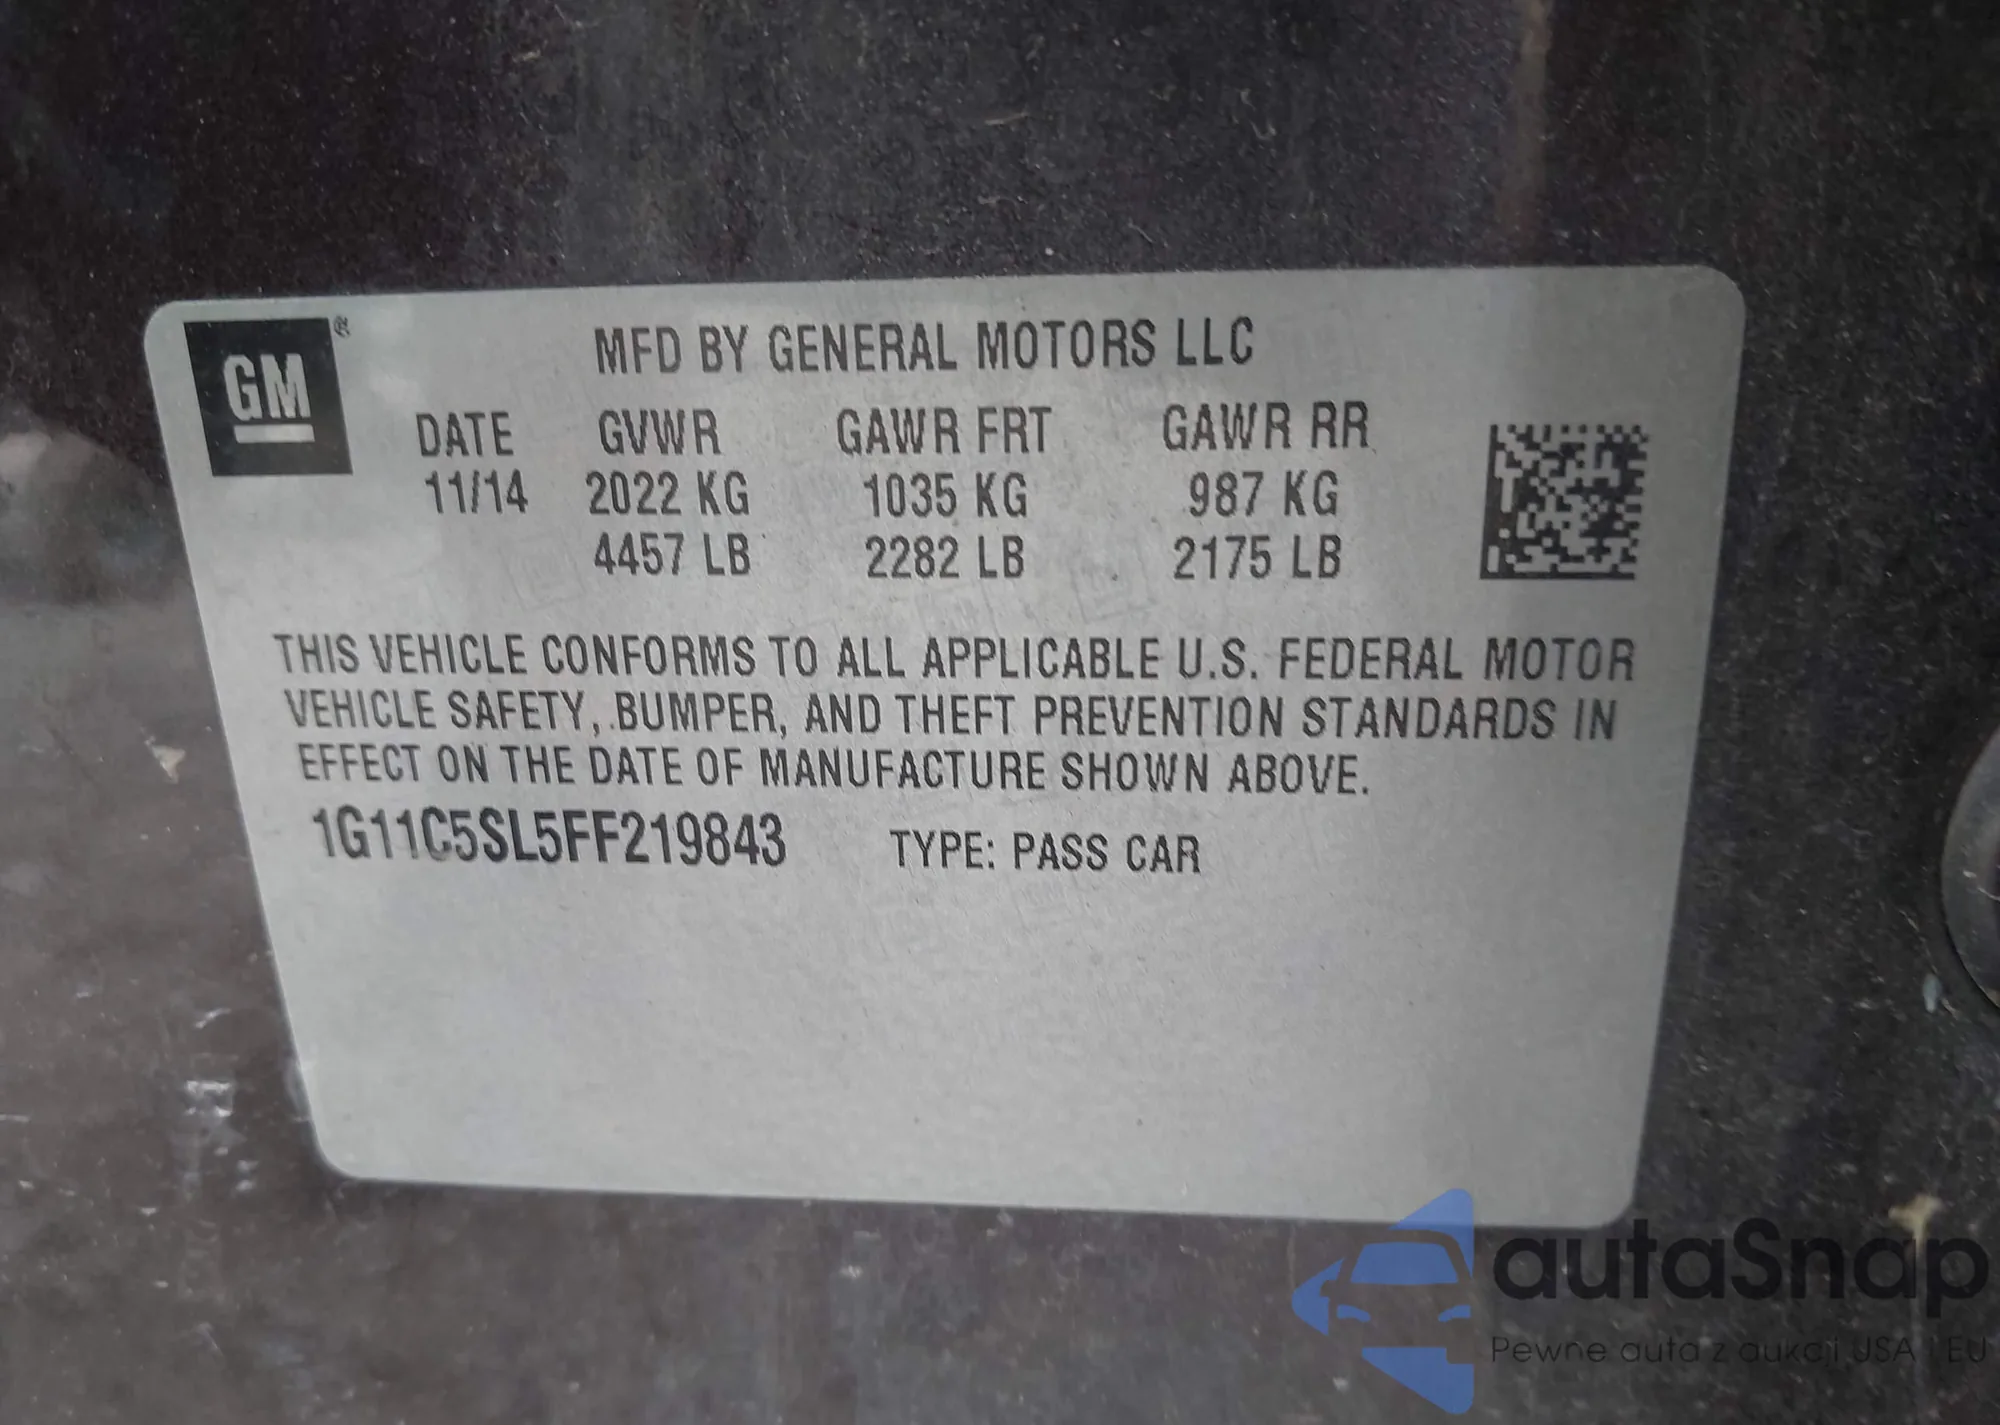 GM ®
MFD BY GENERAL MOTORS LLC
DATE GVWR GAWR FRT GAWR RR
11/14 2022 KG 1035 KG 987 KG
4457 LB 2282 LB 2175 LB
THIS VEHICLE CONFORMS TO ALL APPLICABLE U.S. FEDERAL MOTOR
VEHICLE SAFETY, BUMPER, AND THEFT PREVENTION STANDARDS IN
EFFECT ON THE DATE OF MANUFACTURE SHOWN ABOVE.
1G11C5SL5FF219843 TYPE: PASS CAR
autaSnap
Pewne auta z aukcji USA i EU